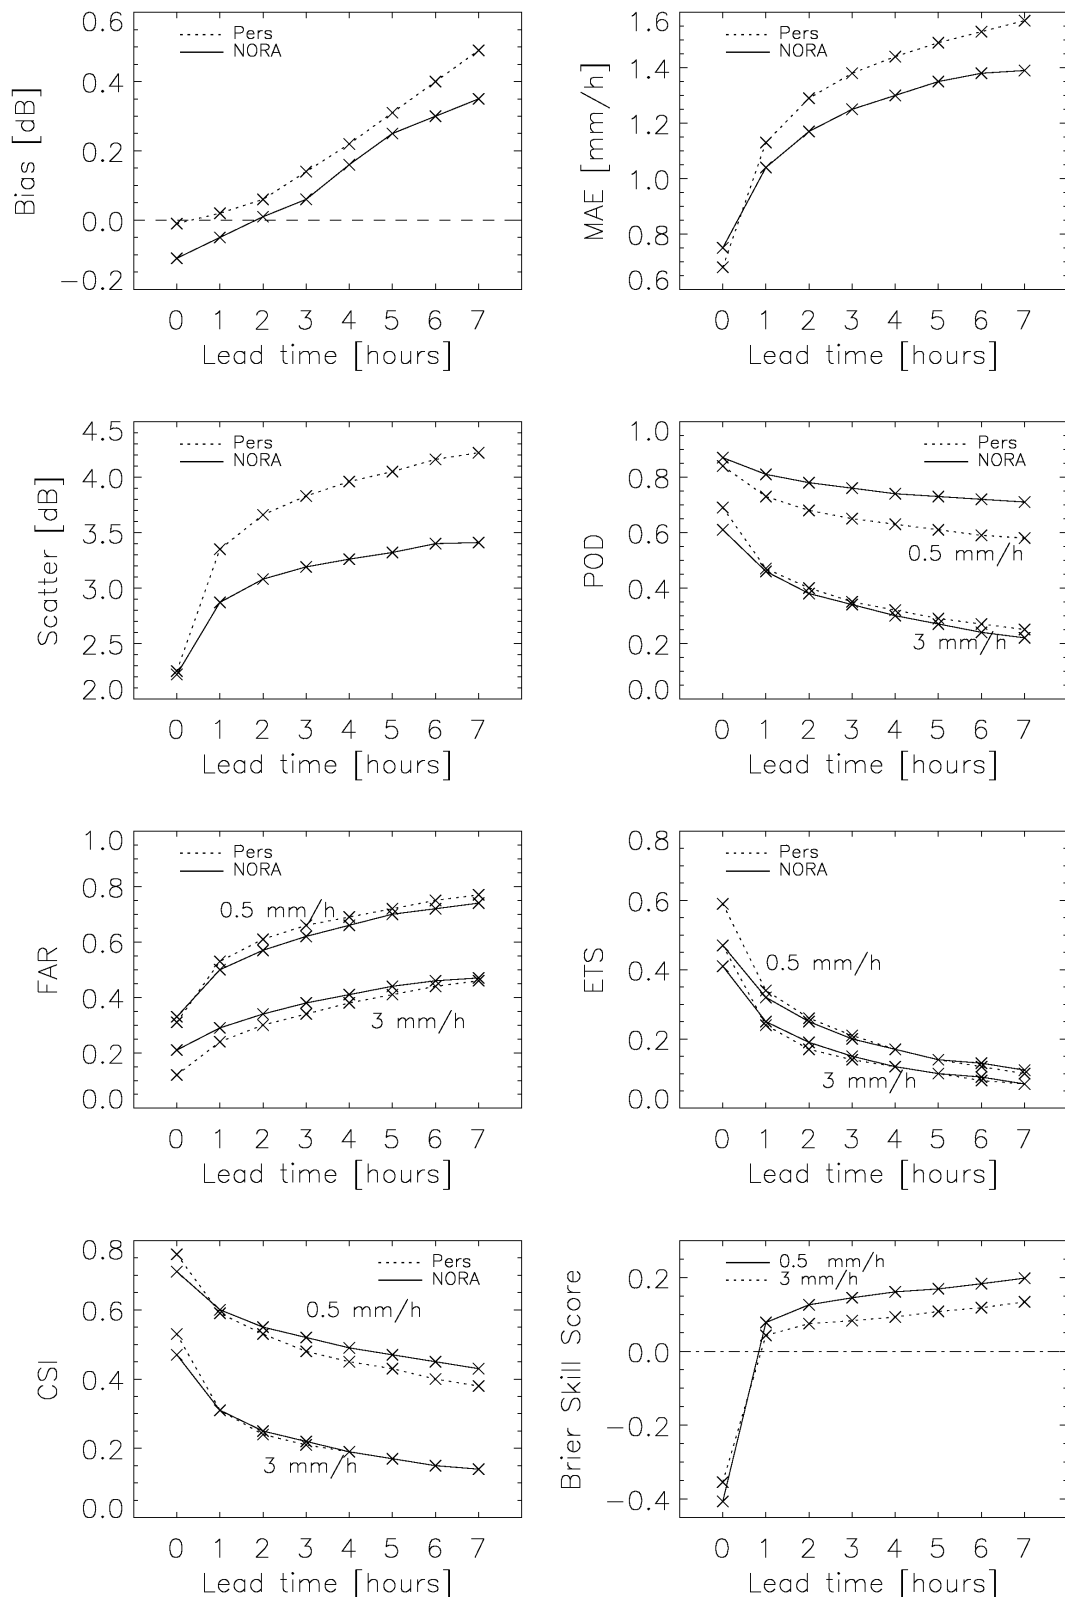 Bias [dB]
0.6
0.4
0.2
0.0
−0.2
Pers
NORA
0 1 2 3 4 5 6 7
Lead time [hours]
MAE [mm/h]
1.6
1.4
1.2
1.0
0.8
0.6
Pers
NORA
0 1 2 3 4 5 6 7
Lead time [hours]
Scatter [dB]
4.5
4.0
3.5
3.0
2.5
2.0
Pers
NORA
0 1 2 3 4 5 6 7
Lead time [hours]
POD
1.0
0.8
0.6
0.4
0.2
0.0
Pers
NORA
0.5 mm/h
3 mm/h
0 1 2 3 4 5 6 7
Lead time [hours]
FAR
1.0
0.8
0.6
0.4
0.2
0.0
Pers
NORA
0.5 mm/h
3 mm/h
0 1 2 3 4 5 6 7
Lead time [hours]
ETS
0.8
0.6
0.4
0.2
0.0
Pers
NORA
0.5 mm/h
3 mm/h
0 1 2 3 4 5 6 7
Lead time [hours]
CSI
0.8
0.6
0.4
0.2
0.0
Pers
NORA
0.5 mm/h
3 mm/h
0 1 2 3 4 5 6 7
Lead time [hours]
Brier Skill Score
0.2
0.0
−0.2
−0.4
0.5 mm/h
3 mm/h
0 1 2 3 4 5 6 7
Lead time [hours]